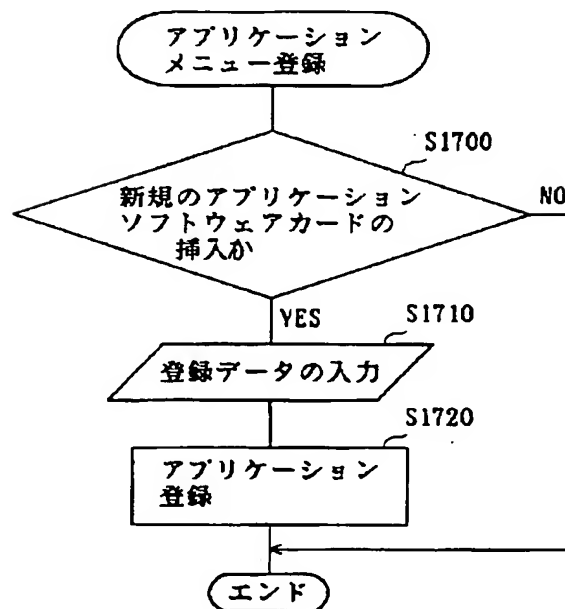 アプリケーション
メニュー登録
S1700
新規のアプリケーション
ソフトウェアカードの
挿入か
NO
YES
S1710
登録データの入力
S1720
アプリケーション
登録
エンド